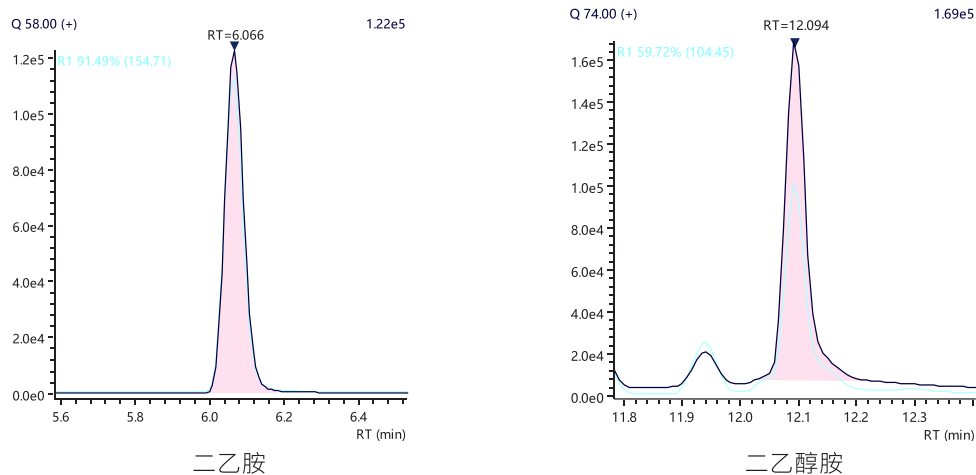 Q 58.00 (+)
1.22e5
RT=6.066
R1 91.49% (154.71)
1.2e5
1.0e5
8.0e4
6.0e4
4.0e4
2.0e4
0.0e0
5.6 5.8 6.0 6.2 6.4
RT (min)
二乙胺
Q 74.00 (+)
1.69e5
RT=12.094
R1 59.72% (104.45)
1.6e5
1.4e5
1.2e5
1.0e5
8.0e4
6.0e4
4.0e4
2.0e4
0.0e0
11.8 11.9 12.0 12.1 12.2 12.3
RT (min)
二乙醇胺